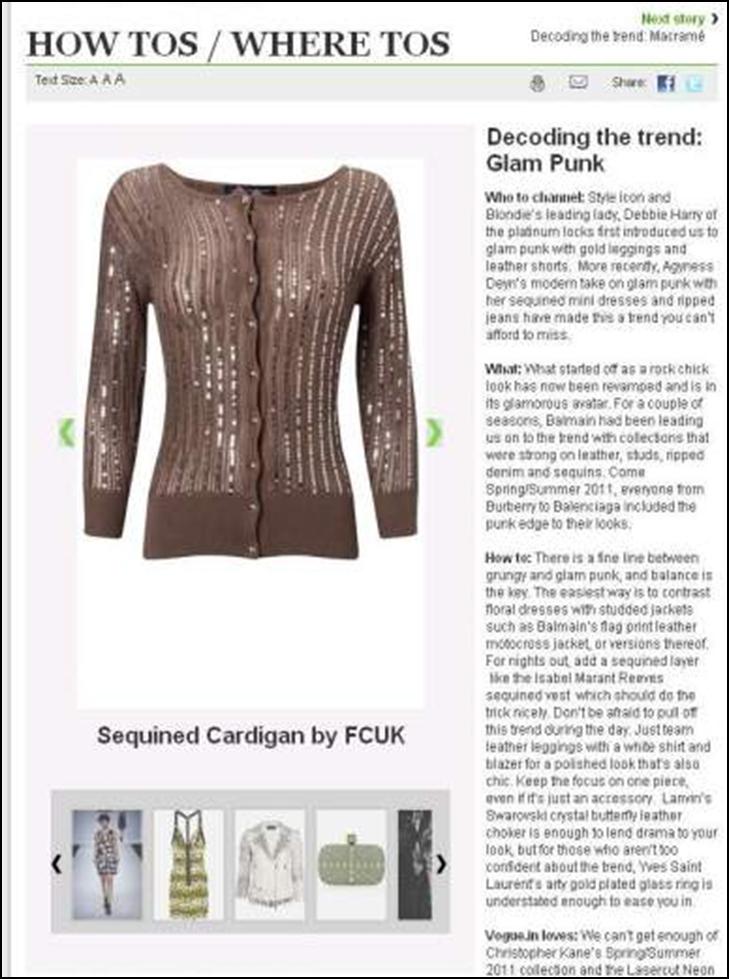 Next story
Decoding the trend: Macramé
HOW TOS / WHERE TOS
Text Size: A A A
Share:
Decoding the trend:
Glam Punk
Who to channel: Style icon and
Blondie's leading lady, Debbie Harry of
the platinum locks first introduced us to
glam punk with gold leggings and
leather shorts. More recently, Agyness
Deyn's modern take on glam punk with
her sequined mini dresses and ripped
jeans have made this a trend you can't
afford to miss.
What: What started off as a rock chick
look has now been revamped and is in
its glamorous avatar. For a couple of
seasons, Balmain had been leading
us on to the trend with collections that
were strong on leather, studs, ripped
denim and sequins. Come
Spring/Summer 2011, everyone from
Burberry to Balenciaga included the
punk edge to their looks.
How to: There is a fine line between
grungy and glam punk, and balance is
the key. The easiest way is to contrast
floral dresses with studded jackets
such as Balmain's flag print leather
motocross jacket, or versions thereof.
For nights out, add a sequined layer
like the Isabel Marant Reeves
sequined vest which should do the
trick nicely. Don't be afraid to pull off
this trend during the day. Just team
leather leggings with a white shirt and
blazer for a polished look that's also
chic. Keep the focus on one piece,
even if it's just an accessory. Lanvin's
Swarovski crystal butterfly leather
choker is enough to lend drama to your
look, but for those who aren't too
confident about the trend, Yves Saint
Laurent's arty gold plated glass ring is
understated enough to ease you in.
Vogue.in loves: We can't get enough of
Christopher Kane's Spring/Summer
2011 collection and the Lasercut Neon
Sequined Cardigan by FCUK